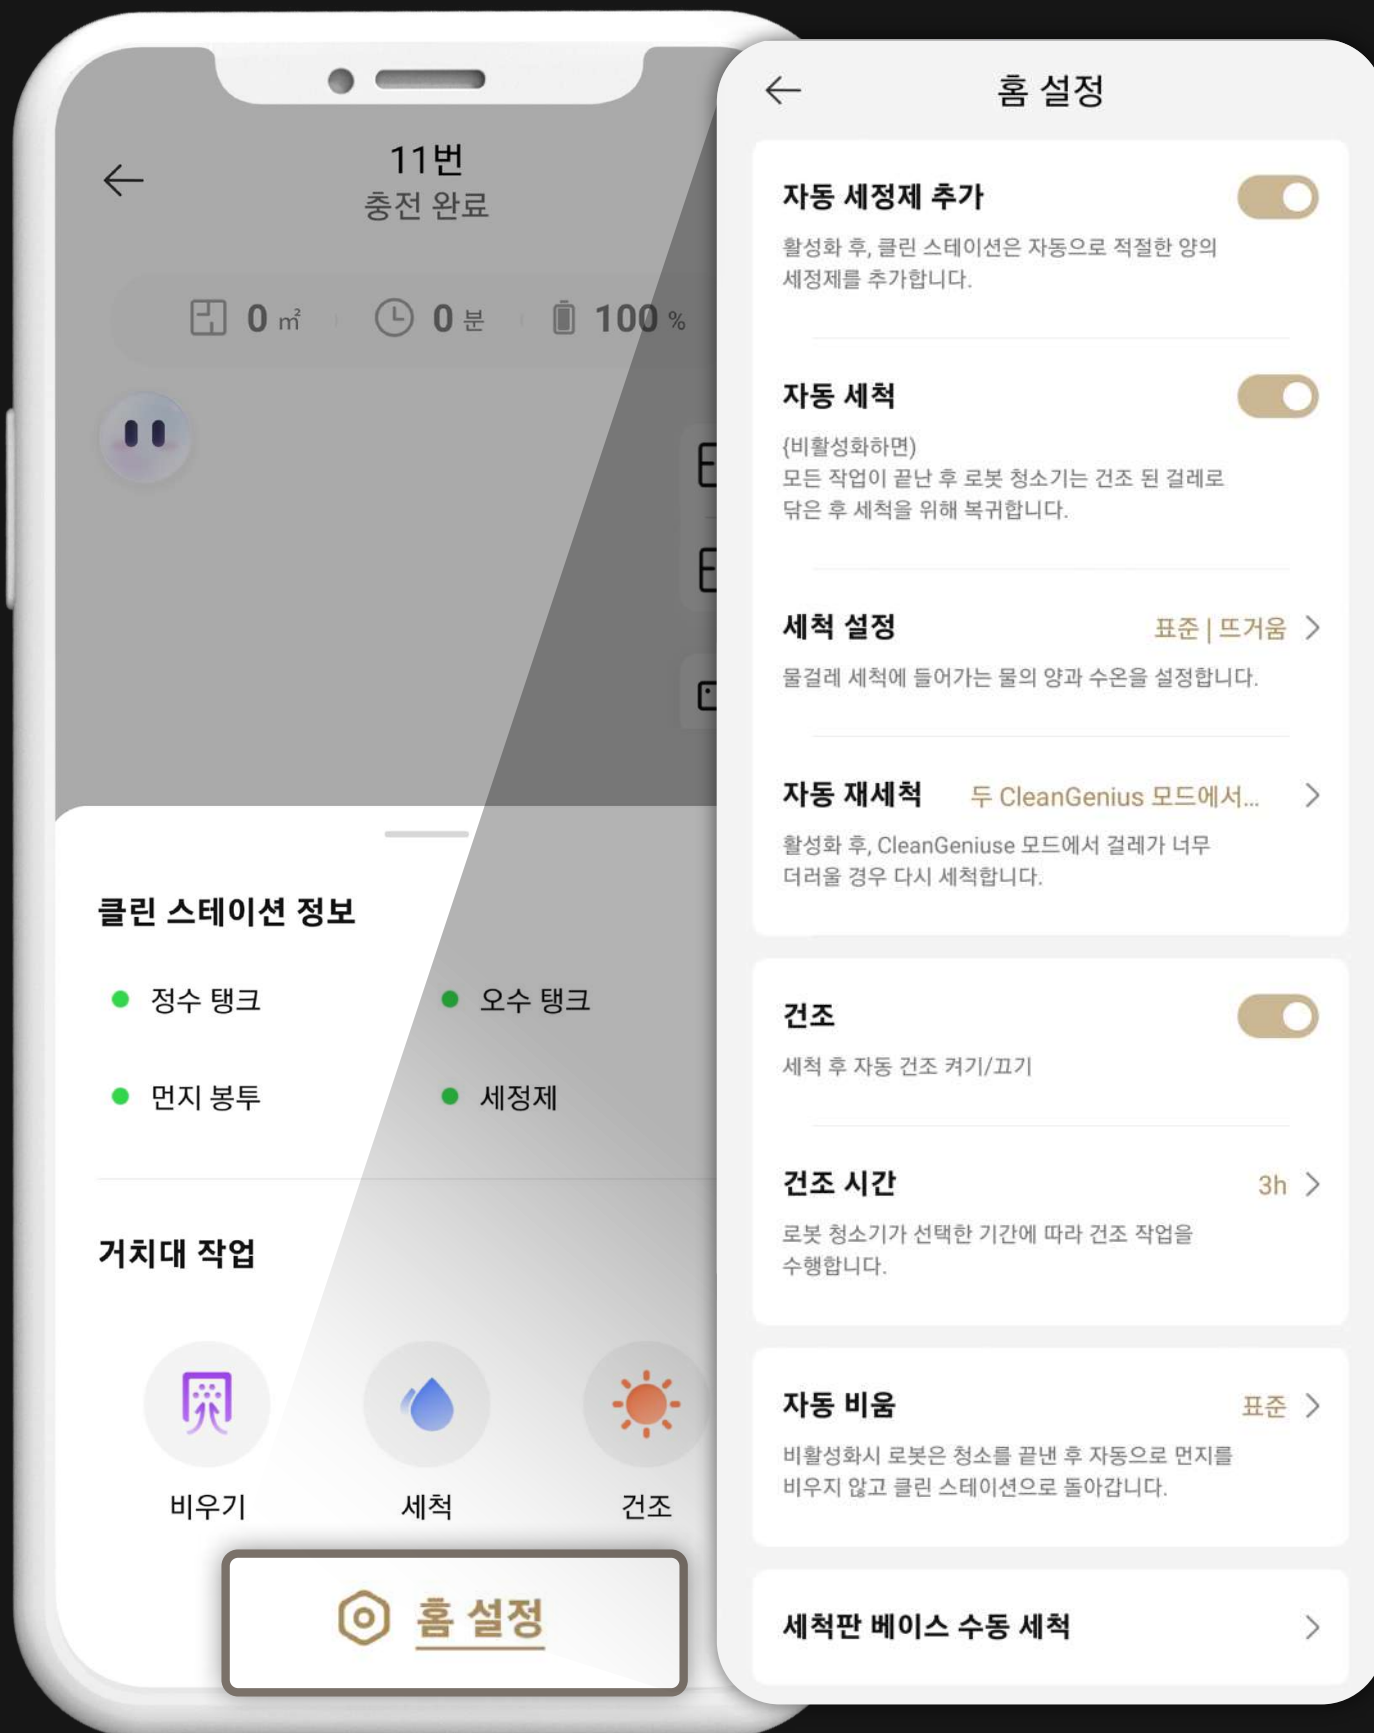 11번
충전 완료
0 ㎡ 0 분 100 %
클린 스테이션 정보
정수 탱크 오수 탱크
먼지 봉투 세정제
거치대 작업
비우기 세척 건조
홈 설정
홈 설정
자동 세정제 추가
활성화 후, 클린 스테이션은 자동으로 적절한 양의
세정제를 추가합니다.
자동 세척
{비활성화하면)
모든 작업이 끝난 후 로봇 청소기는 건조 된 걸레로
닦은 후 세척을 위해 복귀합니다.
세척 설정 표준 | 뜨거움
물걸레 세척에 들어가는 물의 양과 수온을 설정합니다.
자동 재세척 두 CleanGenius 모드에서...
활성화 후, CleanGeniuse 모드에서 걸레가 너무
더러울 경우 다시 세척합니다.
건조
세척 후 자동 건조 켜기/끄기
건조 시간 3h
로봇 청소기가 선택한 기간에 따라 건조 작업을
수행합니다.
자동 비움 표준
비활성화시 로봇은 청소를 끝낸 후 자동으로 먼지를
비우지 않고 클린 스테이션으로 돌아갑니다.
세척판 베이스 수동 세척